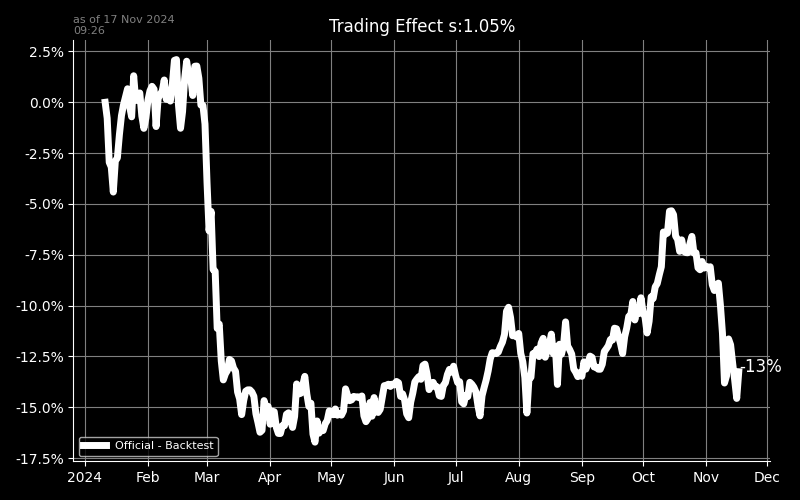 as of 17 Nov 2024
09:26
Trading Effect s:1.05%
2.5%
0.0%
-2.5%
-5.0%
-7.5%
-10.0%
-12.5%
-13%
-15.0%
Official - Backtest
-17.5%
2024 Feb Mar Apr May Jun Jul Aug Sep Oct Nov Dec